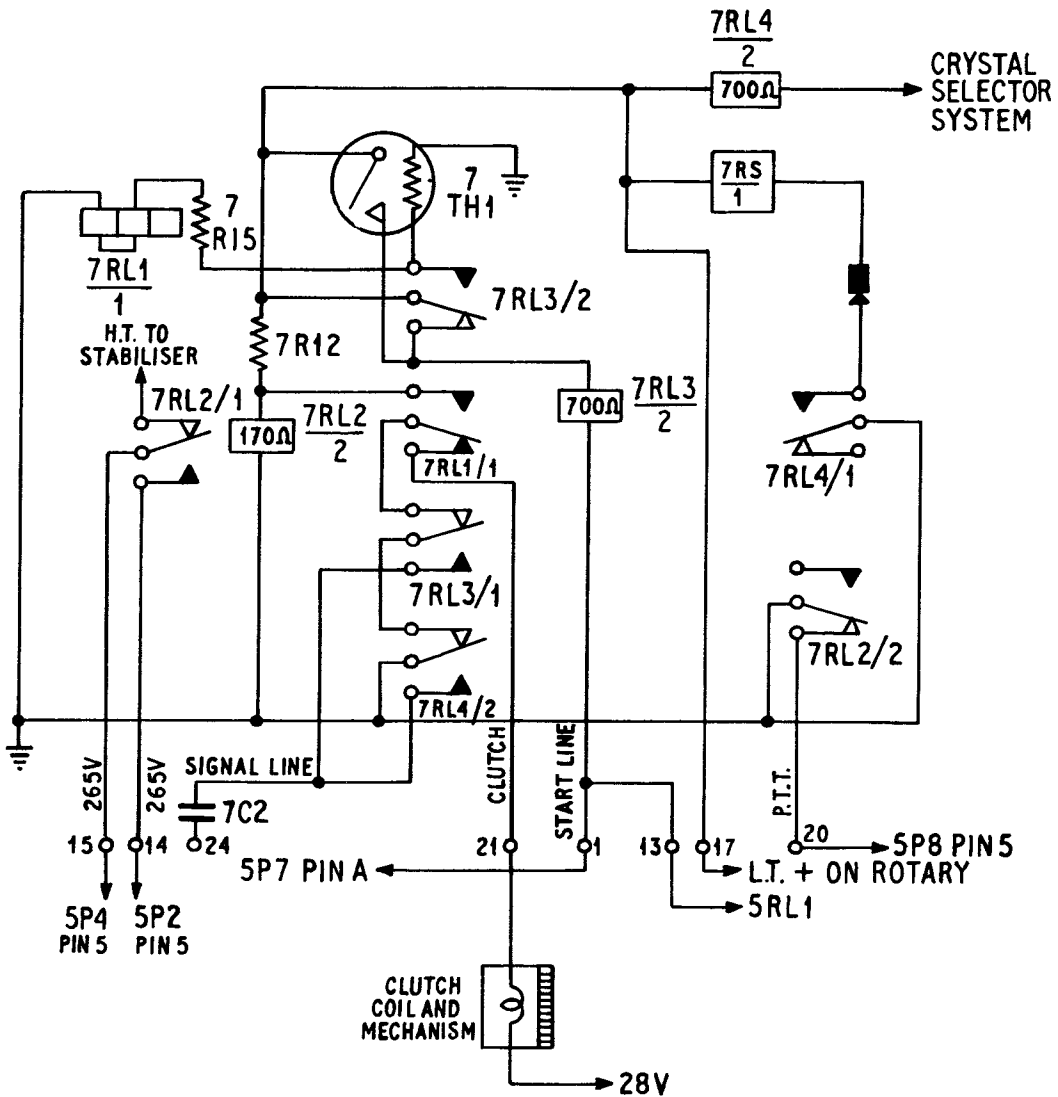 7RL4
2
700Ω
CRYSTAL
SELECTOR
SYSTEM
7RS
1
7
TH1
7
R15
7RL1
1
7RL3/2
H.T. TO
STABILISER
7R12
7RL2/1
170Ω
7RL2
2
700Ω
7RL3
2
7RL1/1
7RL4/1
7RL3/1
7RL2/2
7RL4/2
265V
265V
SIGNAL LINE
CLUTCH
START LINE
P.T.T.
7C2
15
14
24
21
1
13
17
20
5P8 PIN 5
5P7 PIN A
L.T. + ON ROTARY
5RL1
5P4
PIN 5
5P2
PIN 5
CLUTCH
COIL AND
MECHANISM
28V